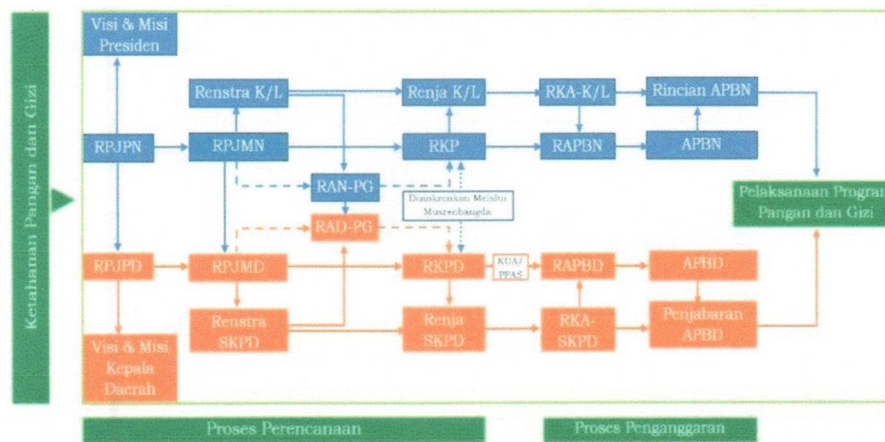 Ketahanan Pangan dan Gizi
Visi & Misi
Presiden
Renstra K/L
Renja K/L
RKA-K/L
Rincian APBN
RPJPN
RPJMN
RKP
RAPBN
APBN
RAN-PG
Disinkronkan Melalui
Musrenbangda
Pelaksanaan Program
Pangan dan Gizi
RAD-PG
RPJPD
RPJMD
RKPD
KUA/
PPAS
RAPBD
APBD
Renstra
SKPD
Renja
SKPD
RKA-
SKPD
Penjabaran
APBD
Visi & Misi
Kepala
Daerah
Proses Perencanaan
Proses Penganggaran